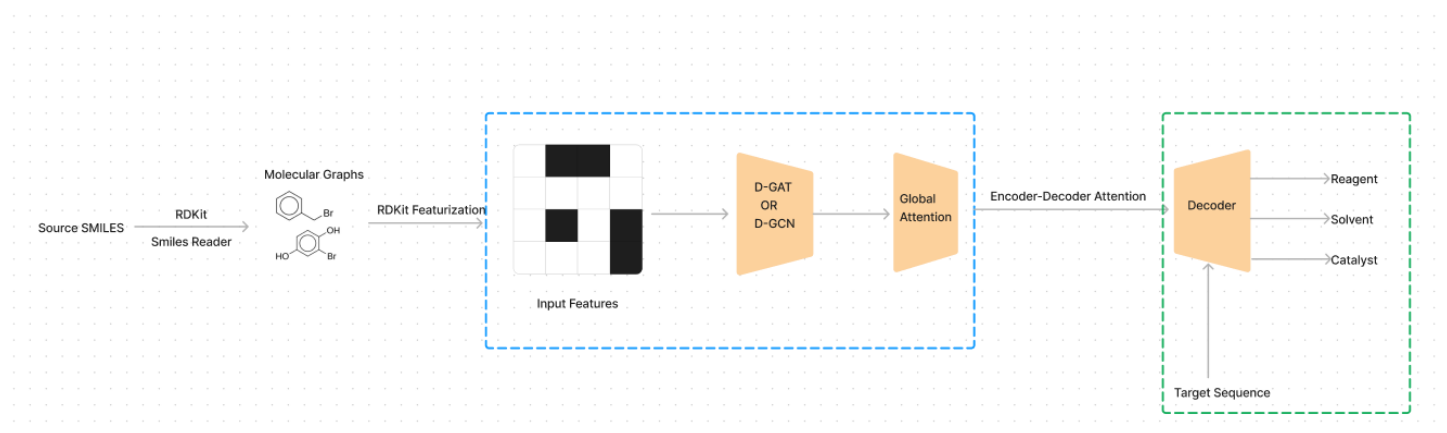 Source SMILES
RDKit
Smiles Reader
Molecular Graphs
Br
OH
HO
Br
RDKit Featurization
Input Features
D-GAT
OR
D-GCN
Global
Attention
Encoder-Decoder Attention
Decoder
Reagent
Solvent
Catalyst
Target Sequence